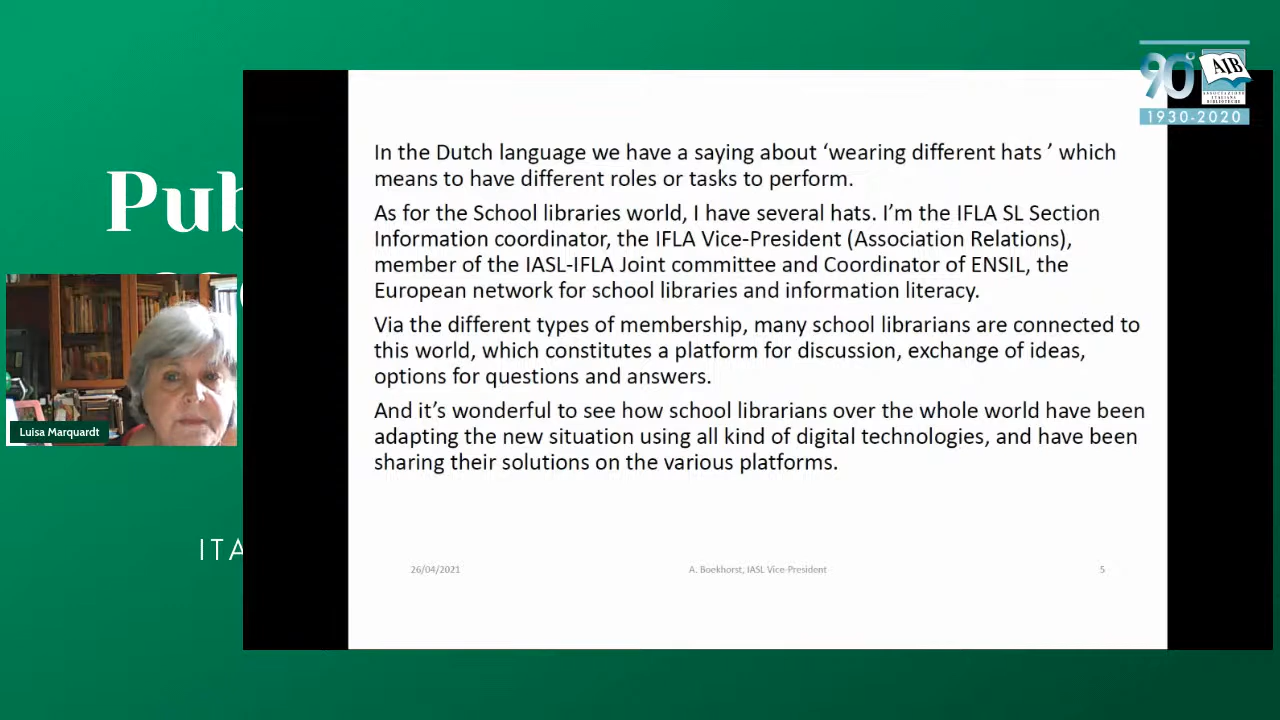 90°
AIB
ASSOCIAZIONE
ITALIANA
BIBLIOTECHE
1930-2020
Pub
In the Dutch language we have a saying about ‘wearing different hats ’ which
means to have different roles or tasks to perform.
As for the School libraries world, I have several hats. I’m the IFLA SL Section
Information coordinator, the IFLA Vice-President (Association Relations),
member of the IASL-IFLA Joint committee and Coordinator of ENSIL, the
European network for school libraries and information literacy.
Via the different types of membership, many school librarians are connected to
this world, which constitutes a platform for discussion, exchange of ideas,
options for questions and answers.
And it’s wonderful to see how school librarians over the whole world have been
adapting the new situation using all kind of digital technologies, and have been
sharing their solutions on the various platforms.
Luisa Marquardt
ITA
26/04/2021
A. Boekhorst, IASL Vice-President
5